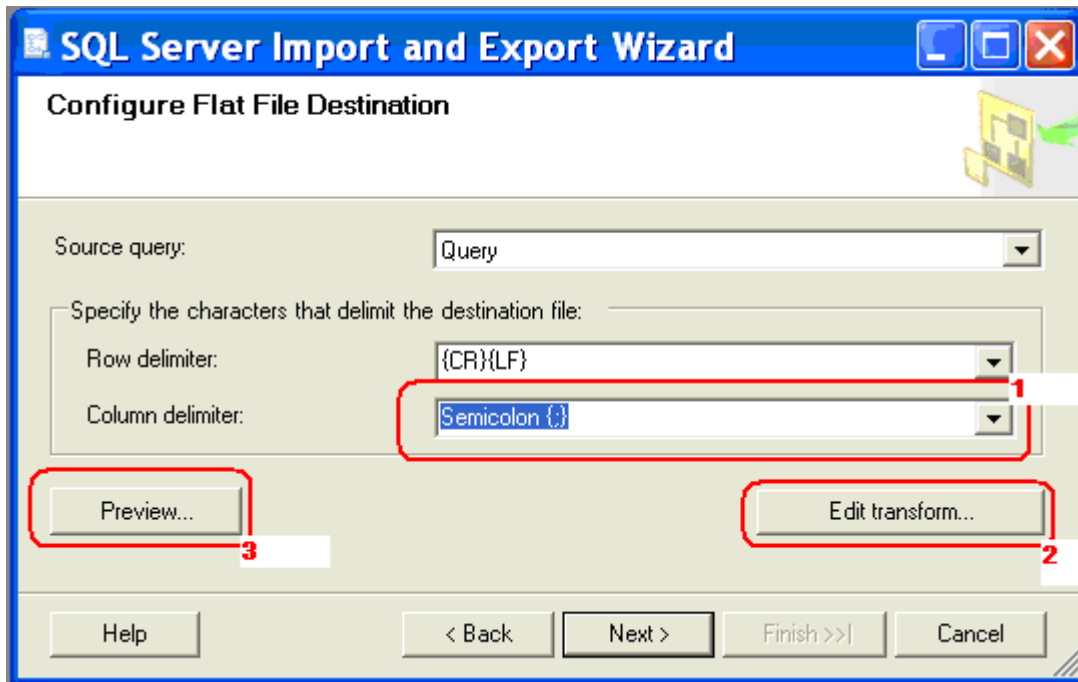 SQL Server Import and Export Wizard
Configure Flat File Destination
Source query:
Query
Specify the characters that delimit the destination file:
Row delimiter:
{CR}{LF}
1
Column delimiter:
Semicolon {;}
Preview...
Edit transform...
3
2
Help
< Back
Next >
Finish >>|
Cancel